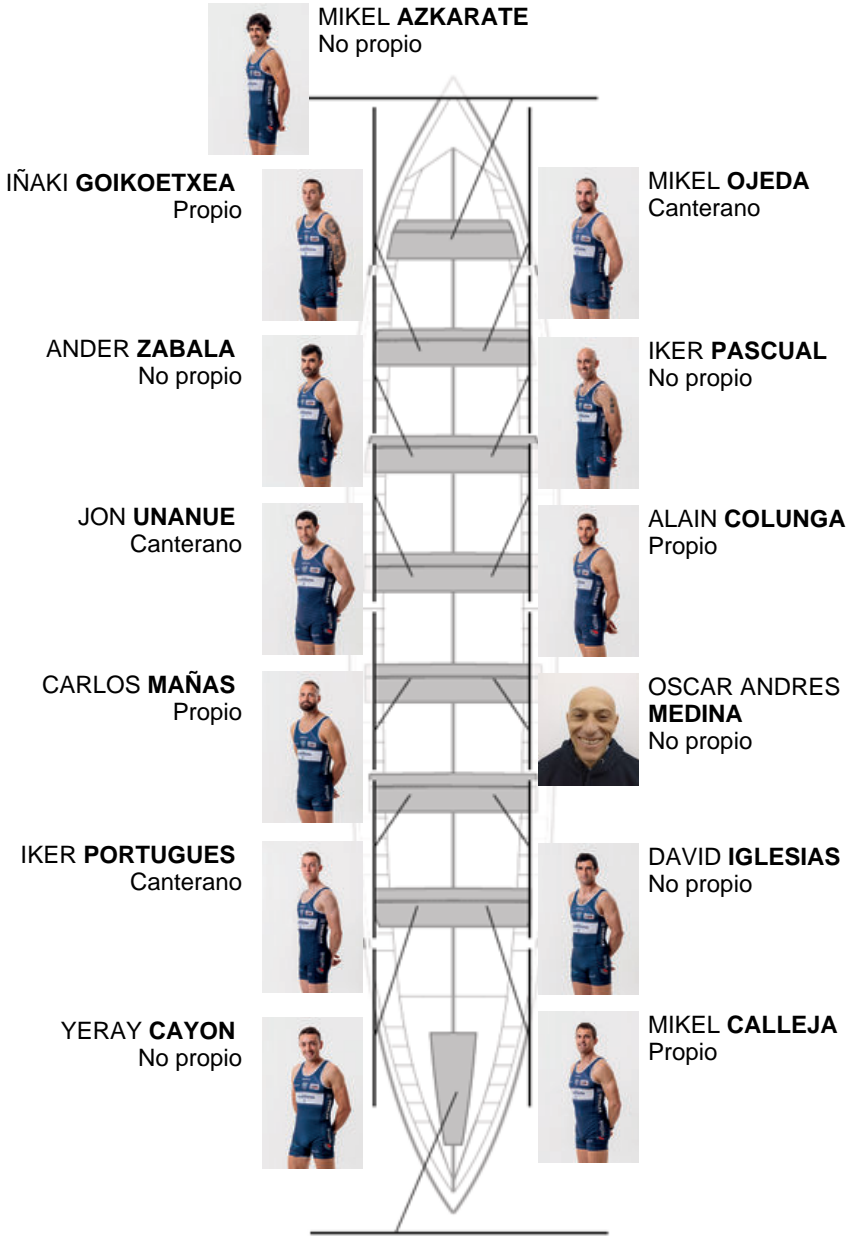 MIKEL AZKARATE
No propio
IÑAKI GOIKOETXEA
Propio
MIKEL OJEDA
Canterano
ANDER ZABALA
No propio
IKER PASCUAL
No propio
JON UNANUE
Canterano
ALAIN COLUNGA
Propio
CARLOS MAÑAS
Propio
OSCAR ANDRES
MEDINA
No propio
IKER PORTUGUES
Canterano
DAVID IGLESIAS
No propio
YERAY CAYON
No propio
MIKEL CALLEJA
Propio